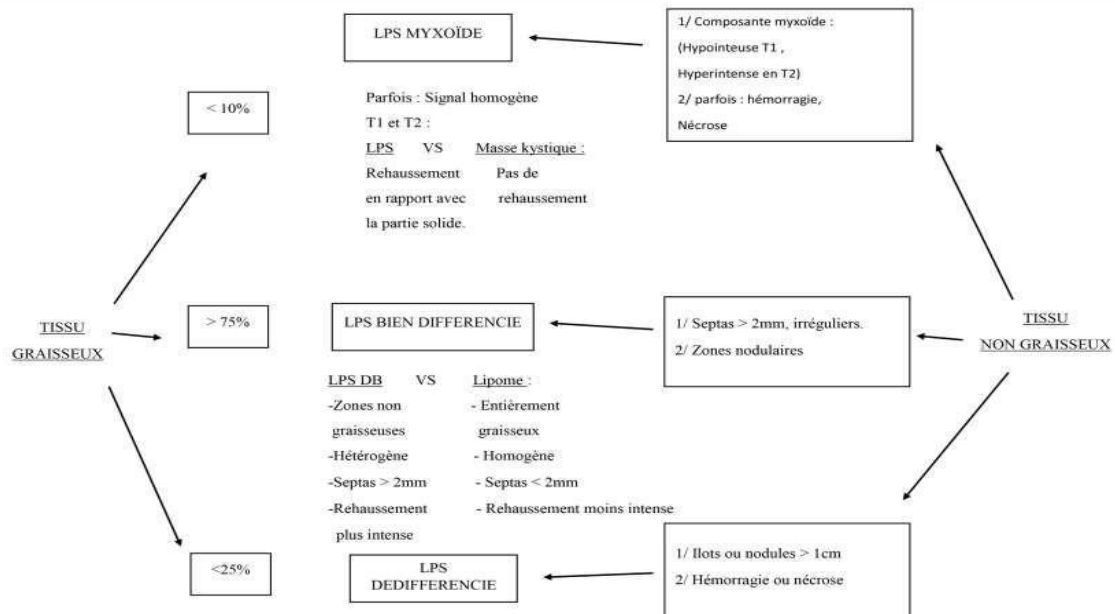 LPS MYXOÏDE
1/ Composante myxoïde :
(Hypointeuse T1 ,
Hyperintense en T2)
2/ parfois : hémorragie,
Nécrose
< 10%
Parfois : Signal homogène
T1 et T2 :
LPS VS Masse kystique :
Rehaussement Pas de
en rapport avec rehaussement
la partie solide.
TISSU
GRAISSEUX
> 75%
LPS BIEN DIFFERENCIE
1/ Septas > 2mm, irréguliers.
2/ Zones nodulaires
TISSU
NON GRAISSEUX
LPS DB VS Lipome :
-Zones non - Entièrement
graisseuses graisseux
-Hétérogène - Homogène
-Septas > 2mm - Septas < 2mm
-Rehaussement - Rehaussement moins intense
plus intense
<25%
LPS
DEDIFFERENCIE
1/ Ilots ou nodules > 1cm
2/ Hémorragie ou nécrose